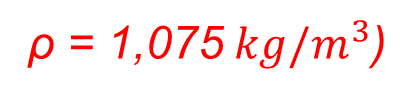 ρ = 1,075 kg/m³)